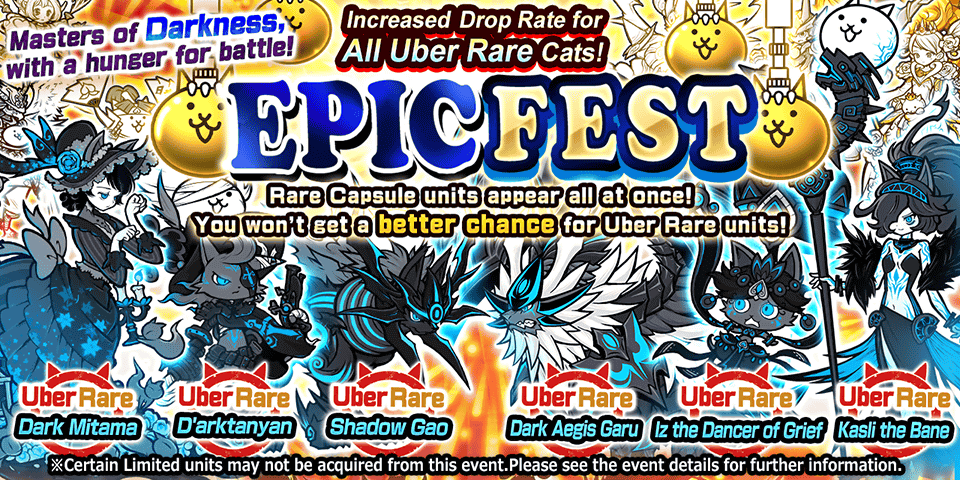 Masters of Darkness,
with a hunger for battle!
Increased Drop Rate for
All Uber Rare Cats!
EPICFEST
Rare Capsule units appear all at once!
You won't get a better chance for Uber Rare units!
Uber Rare
Dark Mitama
Uber Rare
D'arktanyan
Uber Rare
Shadow Gao
Uber Rare
Dark Aegis Garu
Uber Rare
Iz the Dancer of Grief
Uber Rare
Kasli the Bane
※Certain Limited units may not be acquired from this event.Please see the event details for further information.